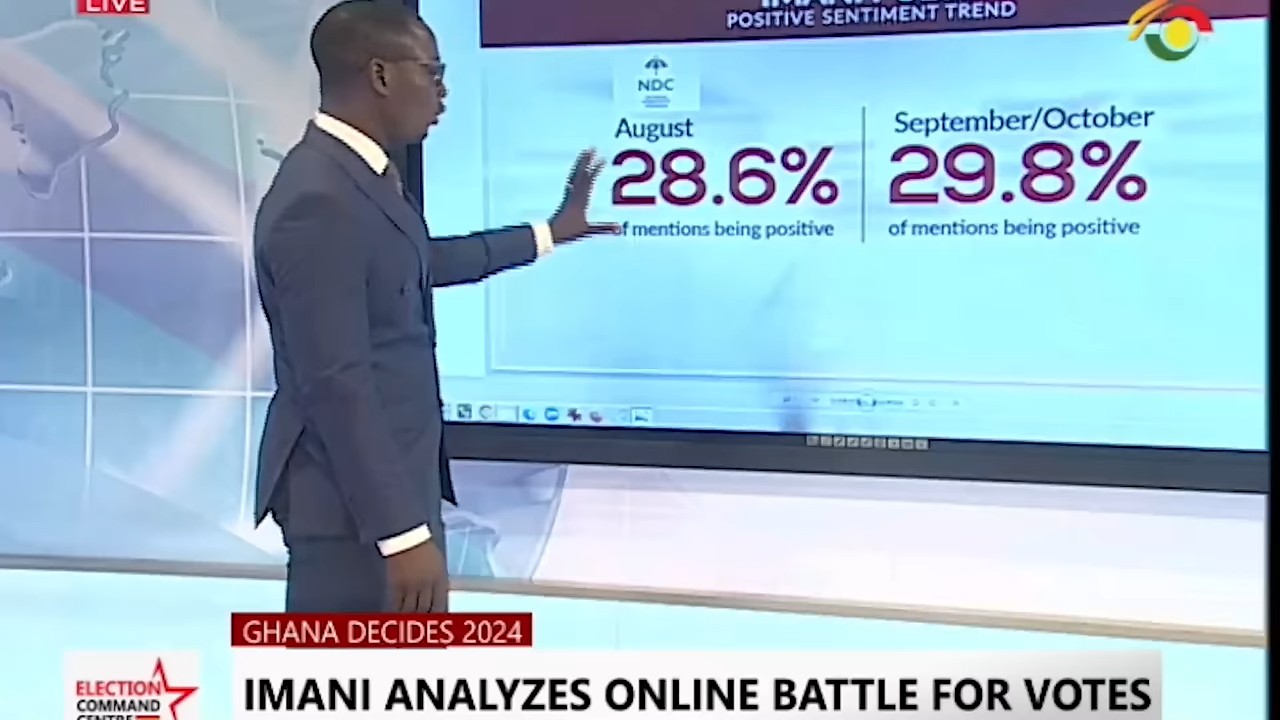 LIVE
POSITIVE SENTIMENT TREND
NDC
August
28.6%
of mentions being positive
September/October
29.8%
of mentions being positive
GHANA DECIDES 2024
ELECTION
COMMAND
CENTRE
IMANI ANALYZES ONLINE BATTLE FOR VOTES